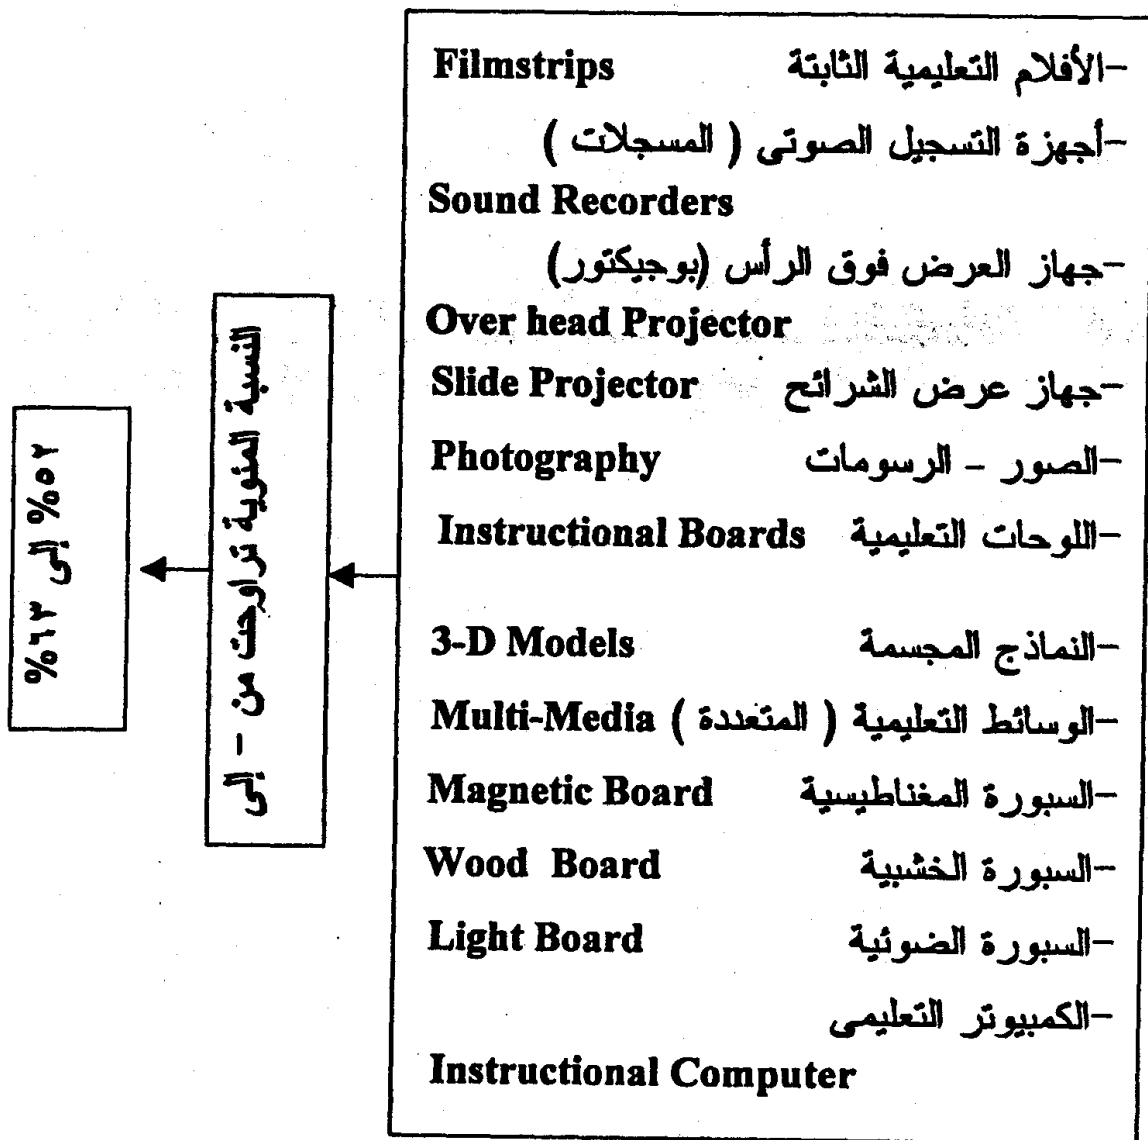 -الأفلام التعليمية الثابتة Filmstrips
-أجهزة التسجيل الصوتى ( المسجلات )
Sound Recorders
-جهاز العرض فوق الرأس (بوجيكتور)
Over head Projector
-جهاز عرض الشرائح Slide Projector
-الصور - الرسومات Photography
-اللوحات التعليمية Instructional Boards
-النماذج المجسمة 3-D Models
-الوسائط التعليمية ( المتعددة ) Multi-Media
-السبورة المغناطيسية Magnetic Board
-السبورة الخشبية Wood Board
-السبورة الضوئية Light Board
-الكمبيوتر التعليمى
Instructional Computer
النسبة المئوية تراوحت من - إلى
٥٢% إلى ٦٣%